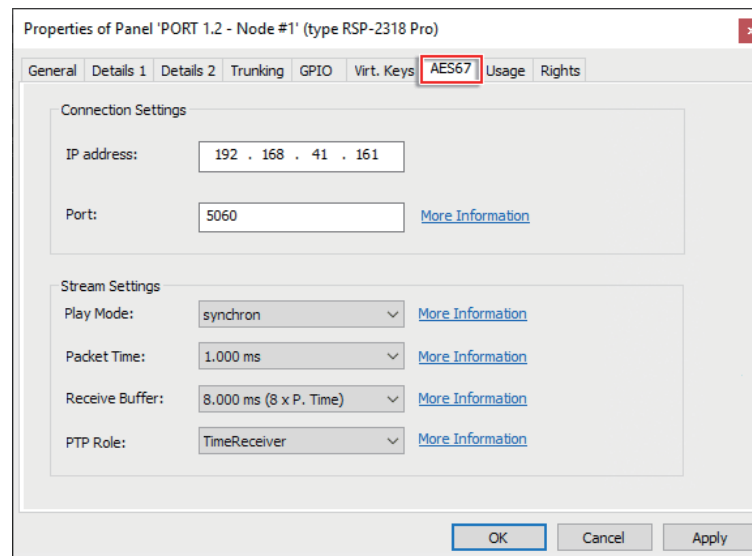 Properties of Panel 'PORT 1.2 - Node #1' (type RSP-2318 Pro)
General Details 1 Details 2 Trunking GPIO Virt. Keys AES67 Usage Rights
Connection Settings
IP address: 192 . 168 . 41 . 161
Port: 5060 More Information
Stream Settings
Play Mode: synchron More Information
Packet Time: 1.000 ms More Information
Receive Buffer: 8.000 ms (8 x P. Time) More Information
PTP Role: TimeReceiver More Information
OK Cancel Apply